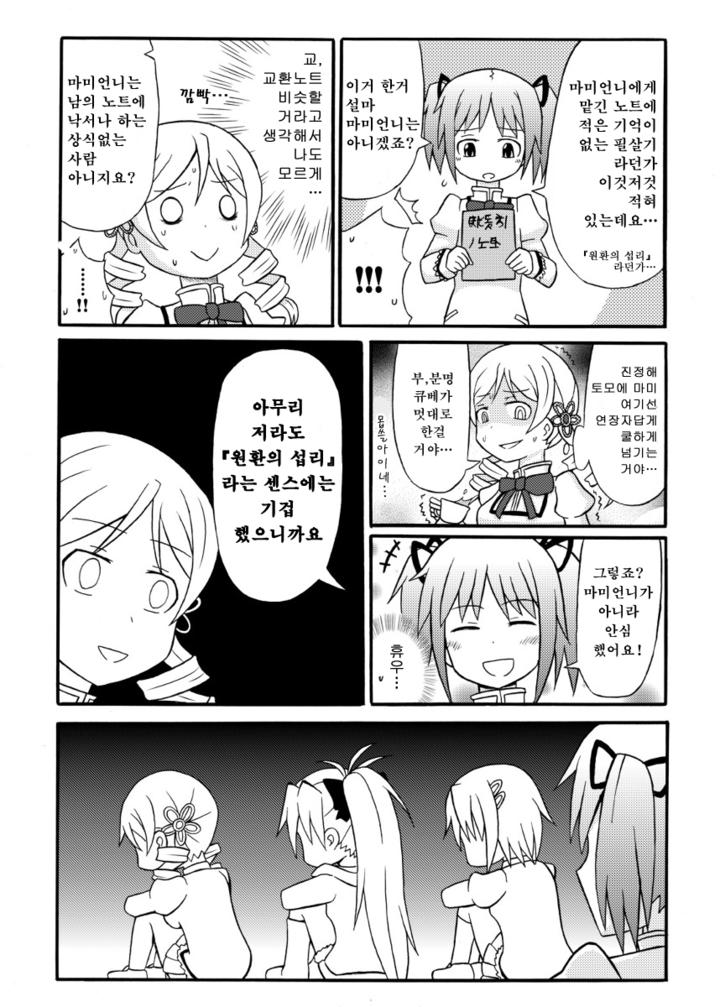 마미언니에게
맡긴 노트에
적은 기억이
없는 필살기
라던가
이것저것
적혀
있는데요…
『원환의 섭리』
라던가…
이거 한거
설마
마미언니는
아니겠죠?
노트
!!!
교,
교환노트
비슷할
거라고
생각해서
나도
모르게
…
깜빡…
마미언니는
남의 노트에
낙서나 하는
상식없는
사람
아니지요?
……!!
진정해
토모에 마미
여기선
연장자답게
쿨하게
넘기는
거야…
부,분명
큐베가
멋대로
한걸
거야…
몹쓸아이네…
그렇죠?
마미언니가
아니라
안심
했어요!
휴우…
아무리
저라도
『원환의 섭리』
라는 센스에는
기겁
했으니까요